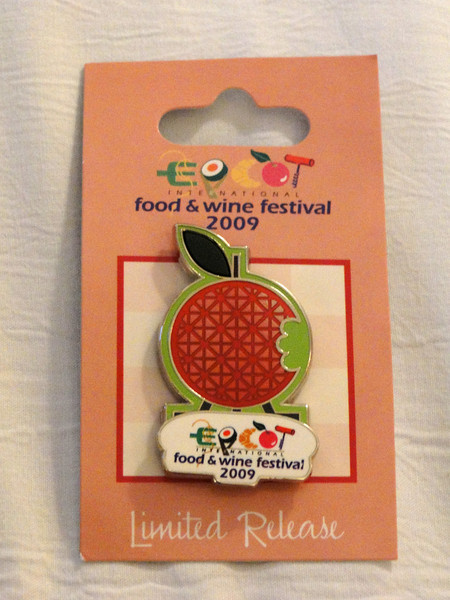 EPCOT
INTERNATIONAL
food & wine festival
2009
EPCOT
INTERNATIONAL
food & wine festival
2009
Limited Release